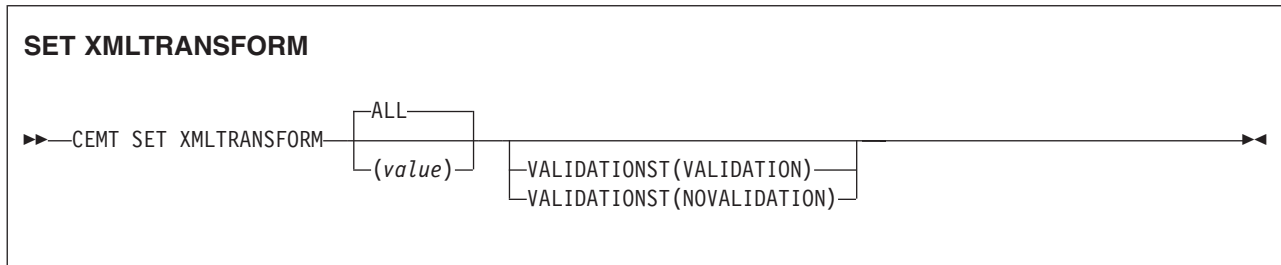 SET XMLTRANSFORM
ALL
CEMT SET XMLTRANSFORM
(value)
VALIDATIONST(VALIDATION)
VALIDATIONST(NOVALIDATION)